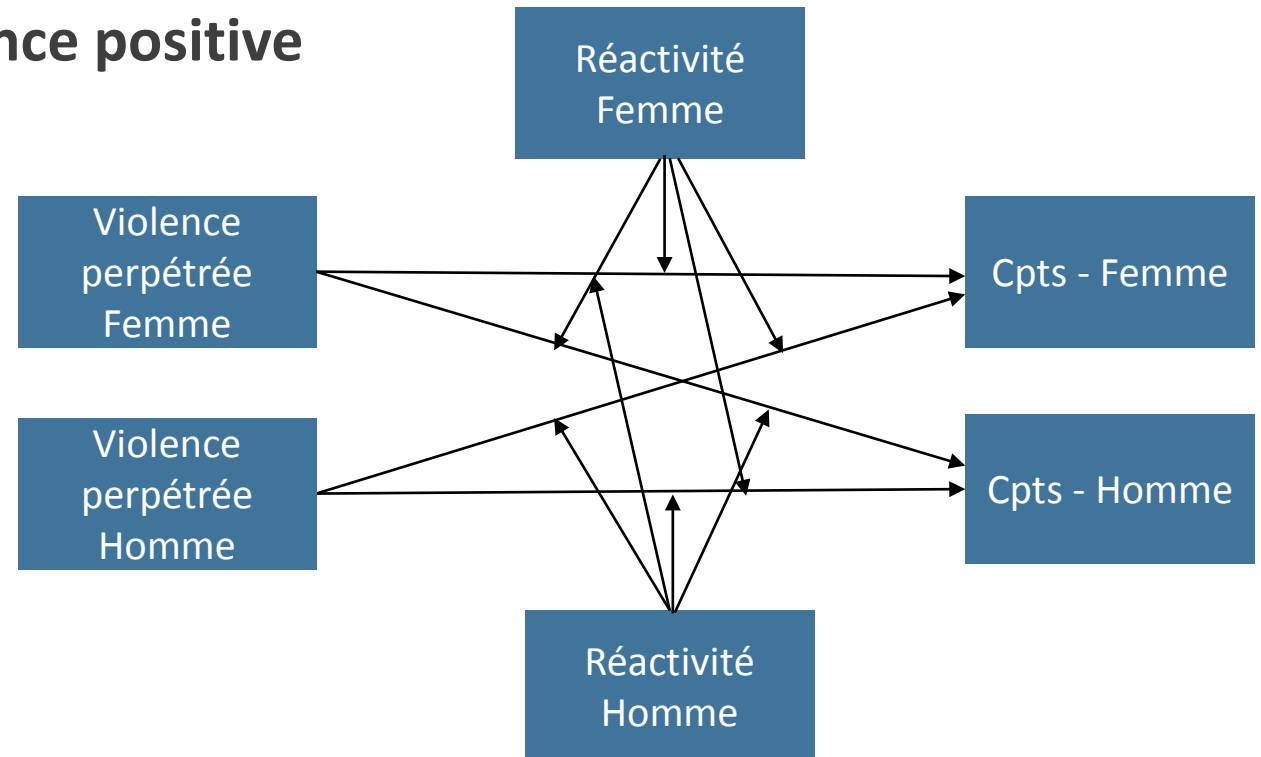 nce positive
Réactivité
Femme
Violence
perpétrée
Femme
Cpts - Femme
Violence
perpétrée
Homme
Cpts - Homme
Réactivité
Homme